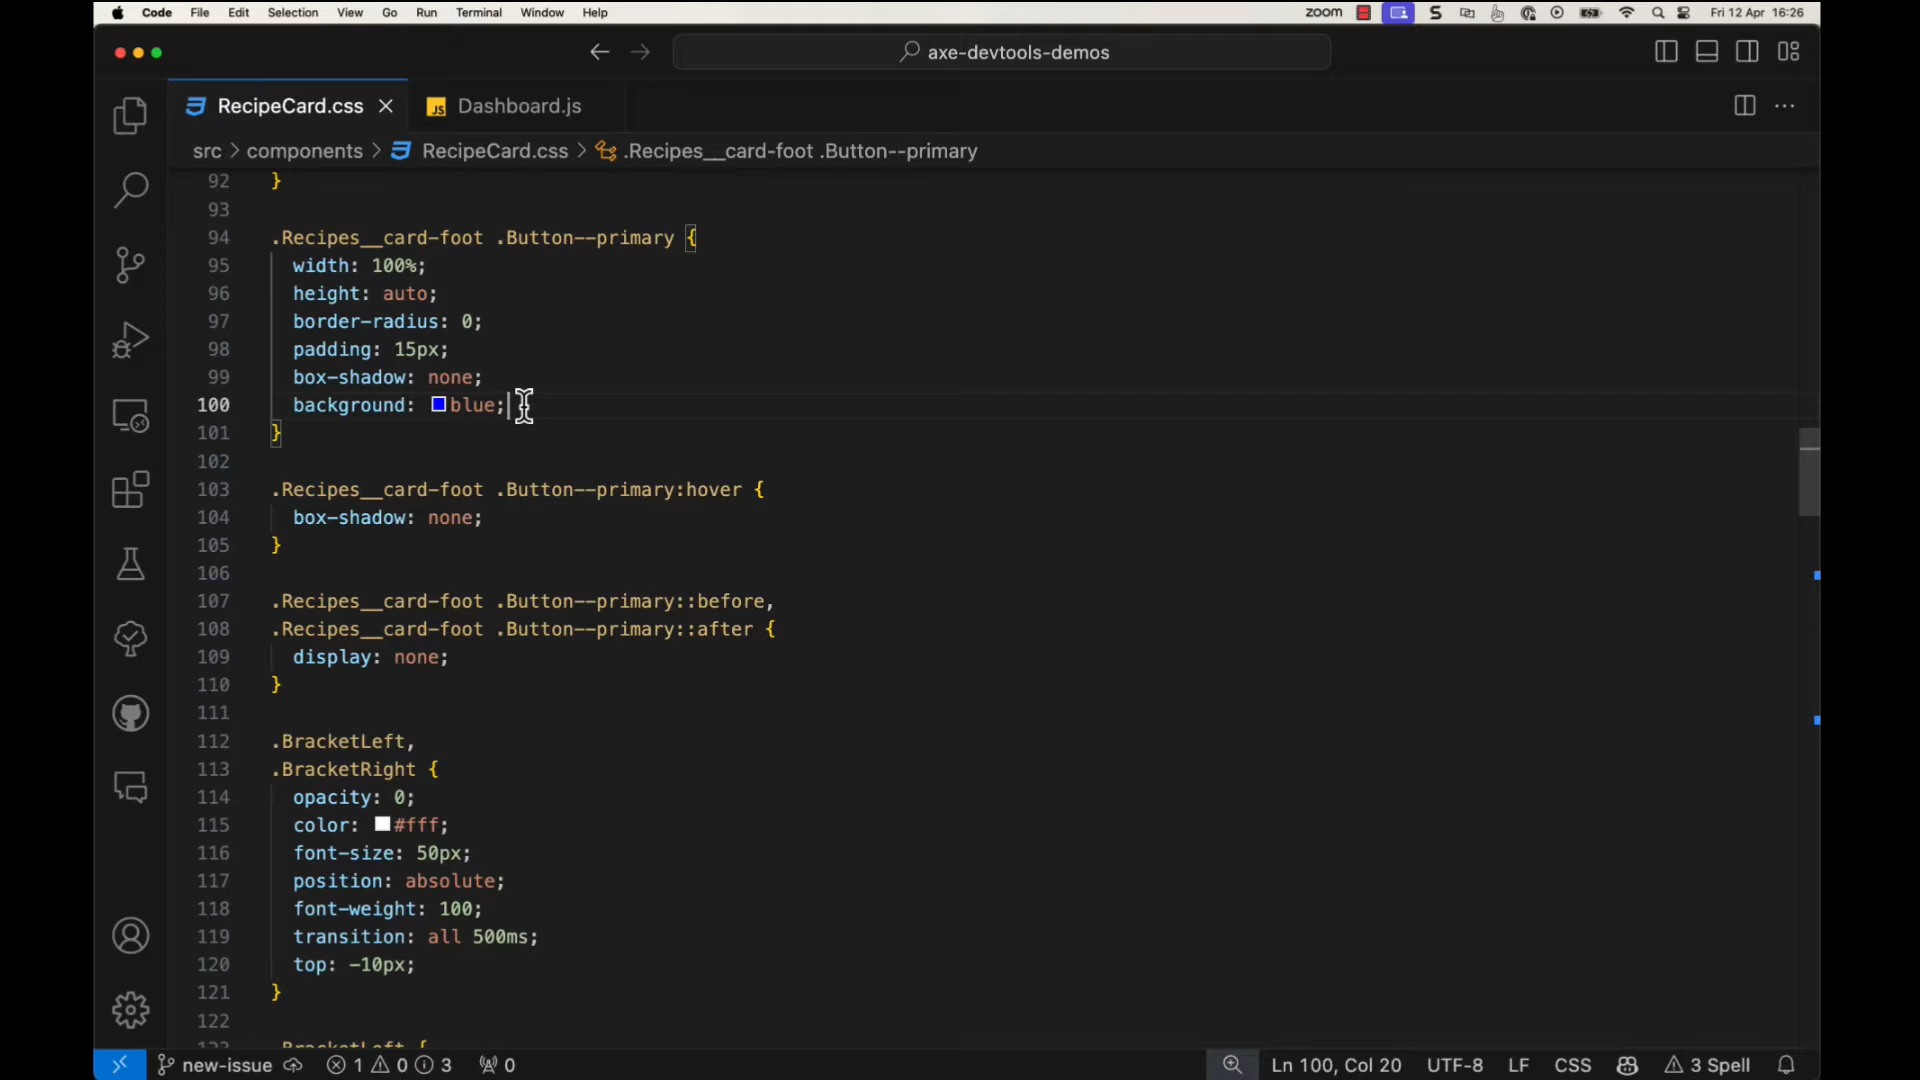 Code File Edit Selection View Go Run Terminal Window Help zoom Fri 12 Apr 16:26
axe-devtools-demos
RecipeCard.css JS Dashboard.js
src > components > RecipeCard.css > .Recipes__card-foot .Button--primary
92 }
93
94 .Recipes__card-foot .Button--primary {
95 width: 100%;
96 height: auto;
97 border-radius: 0;
98 padding: 15px;
99 box-shadow: none;
100 background: blue;
101 }
102
103 .Recipes__card-foot .Button--primary:hover {
104 box-shadow: none;
105 }
106
107 .Recipes__card-foot .Button--primary::before,
108 .Recipes__card-foot .Button--primary::after {
109 display: none;
110 }
111
112 .BracketLeft,
113 .BracketRight {
114 opacity: 0;
115 color: #fff;
116 font-size: 50px;
117 position: absolute;
118 font-weight: 100;
119 transition: all 500ms;
120 top: -10px;
121 }
122
123 .BracketLeft {
new-issue 1 0 3 0 Ln 100, Col 20 UTF-8 LF CSS 3 Spell